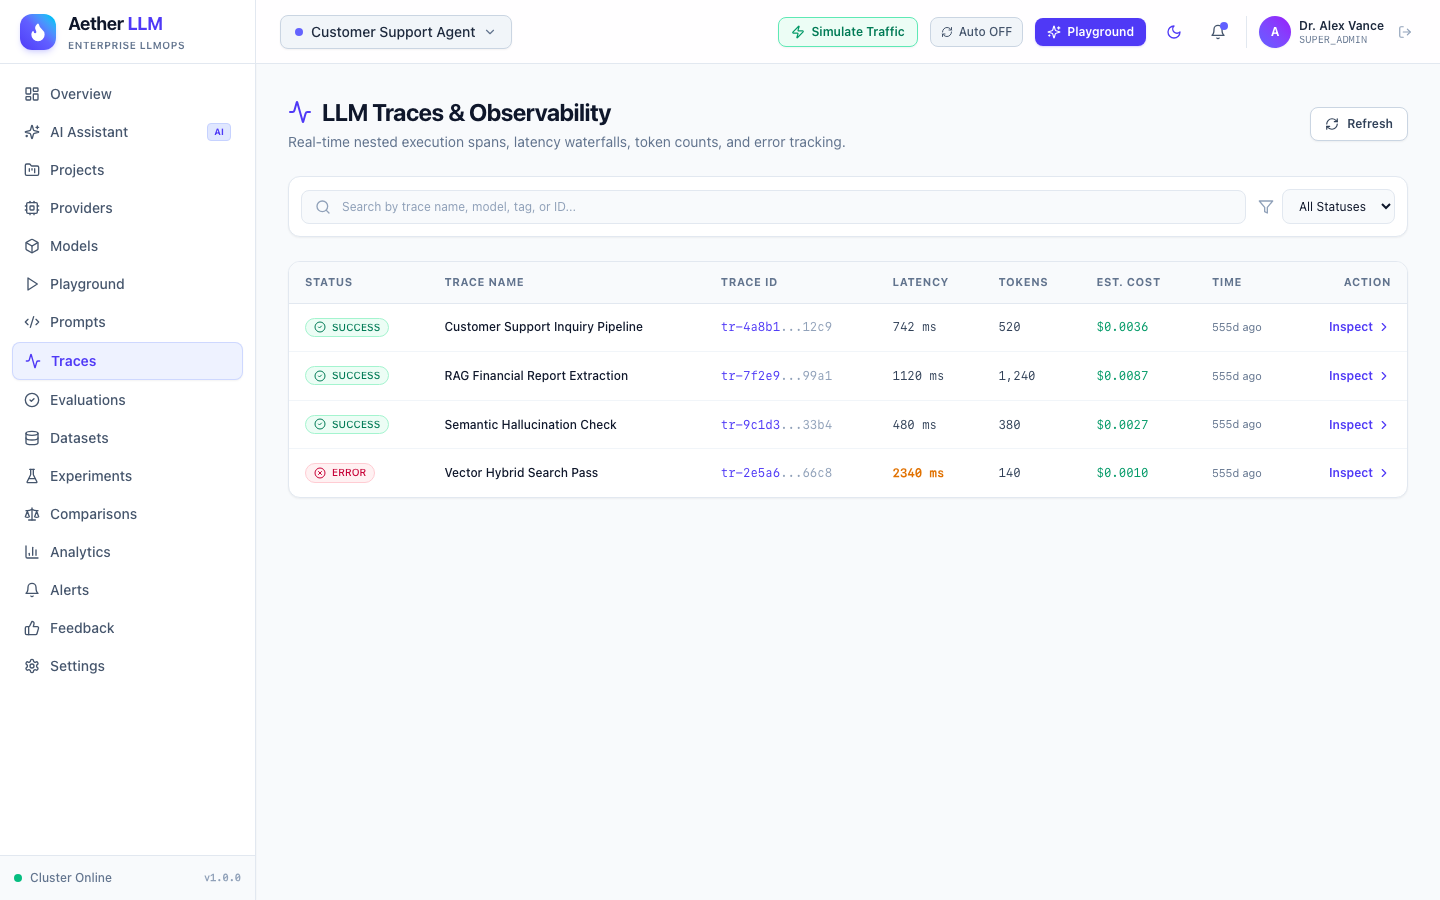 Aether LLM
ENTERPRISE LLMOPS
Customer Support Agent
Simulate Traffic
Auto OFF
Playground
A
Dr. Alex Vance
SUPER_ADMIN
Overview
AI Assistant AI
Projects
Providers
Models
Playground
Prompts
Traces
Evaluations
Datasets
Experiments
Comparisons
Analytics
Alerts
Feedback
Settings
Cluster Online v1.0.0
LLM Traces & Observability
Real-time nested execution spans, latency waterfalls, token counts, and error tracking.
Refresh
Search by trace name, model, tag, or ID...
All Statuses
STATUS TRACE NAME TRACE ID LATENCY TOKENS EST. COST TIME ACTION
SUCCESS Customer Support Inquiry Pipeline tr-4a8b1...12c9 742 ms 520 $0.0036 555d ago Inspect
SUCCESS RAG Financial Report Extraction tr-7f2e9...99a1 1120 ms 1,240 $0.0087 555d ago Inspect
SUCCESS Semantic Hallucination Check tr-9c1d3...33b4 480 ms 380 $0.0027 555d ago Inspect
ERROR Vector Hybrid Search Pass tr-2e5a6...66c8 2340 ms 140 $0.0010 555d ago Inspect